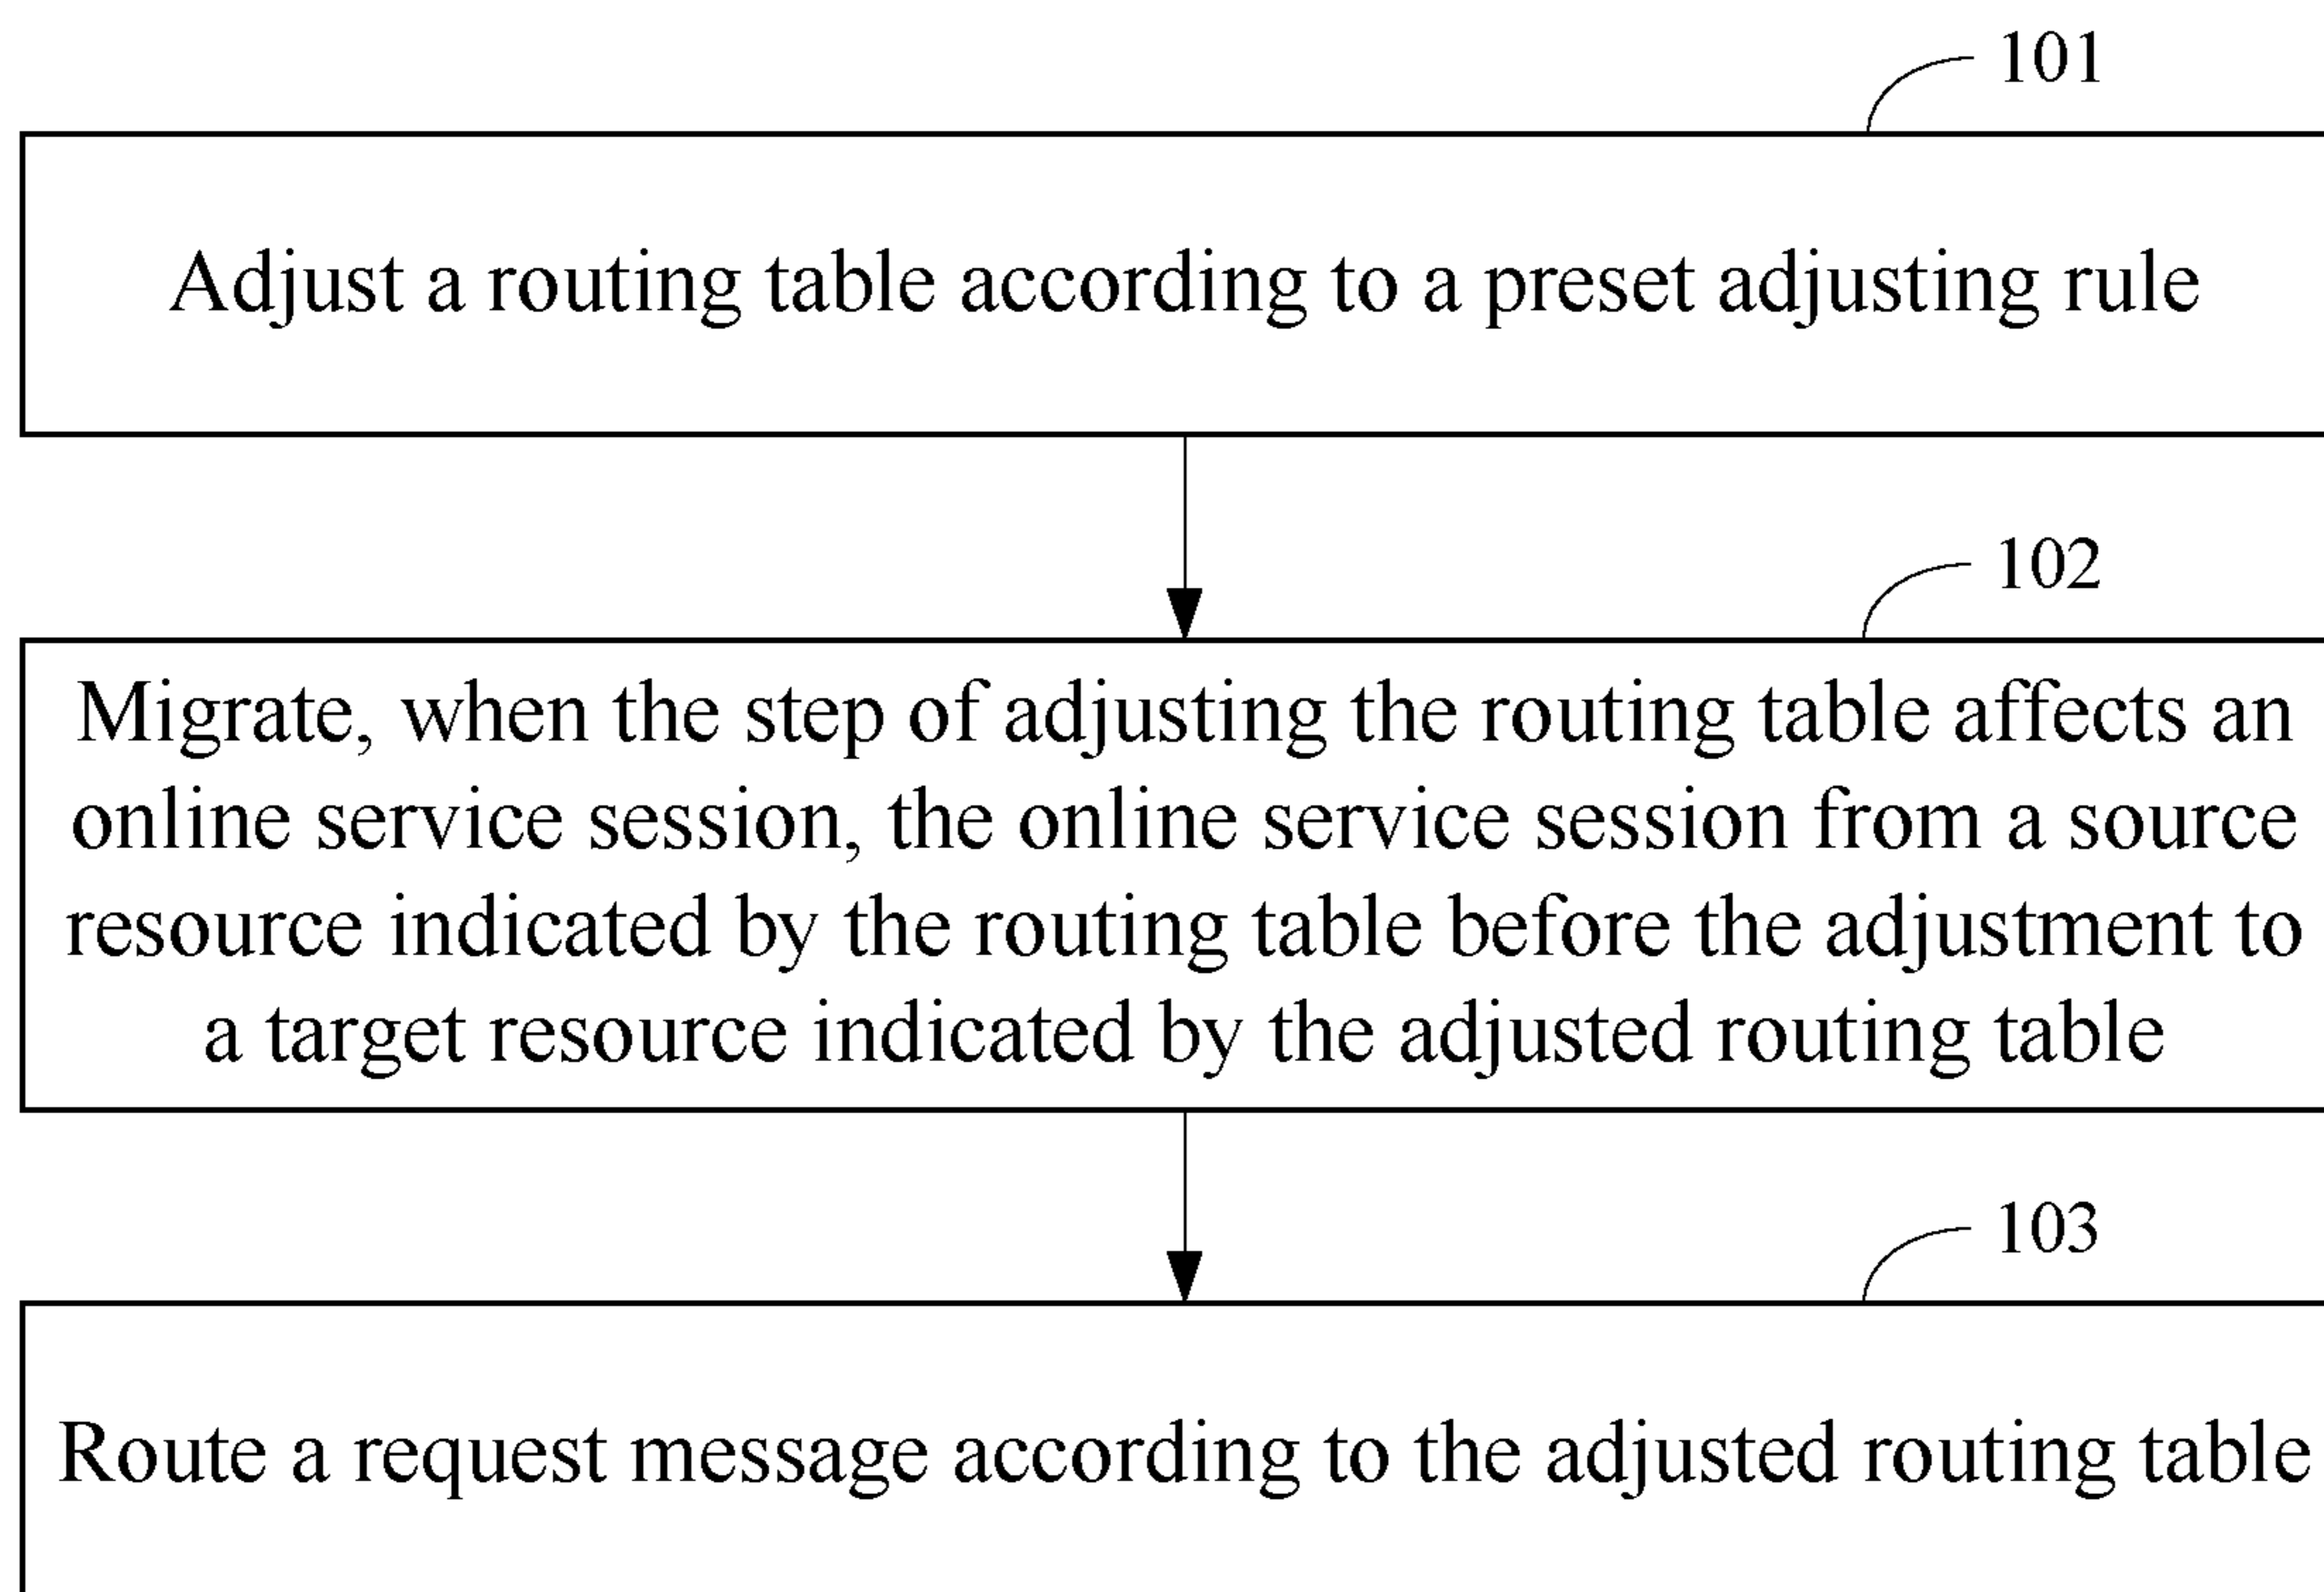 101
Adjust a routing table according to a preset adjusting rule
102
Migrate, when the step of adjusting the routing table affects an
online service session, the online service session from a source
resource indicated by the routing table before the adjustment to
a target resource indicated by the adjusted routing table
103
Route a request message according to the adjusted routing table